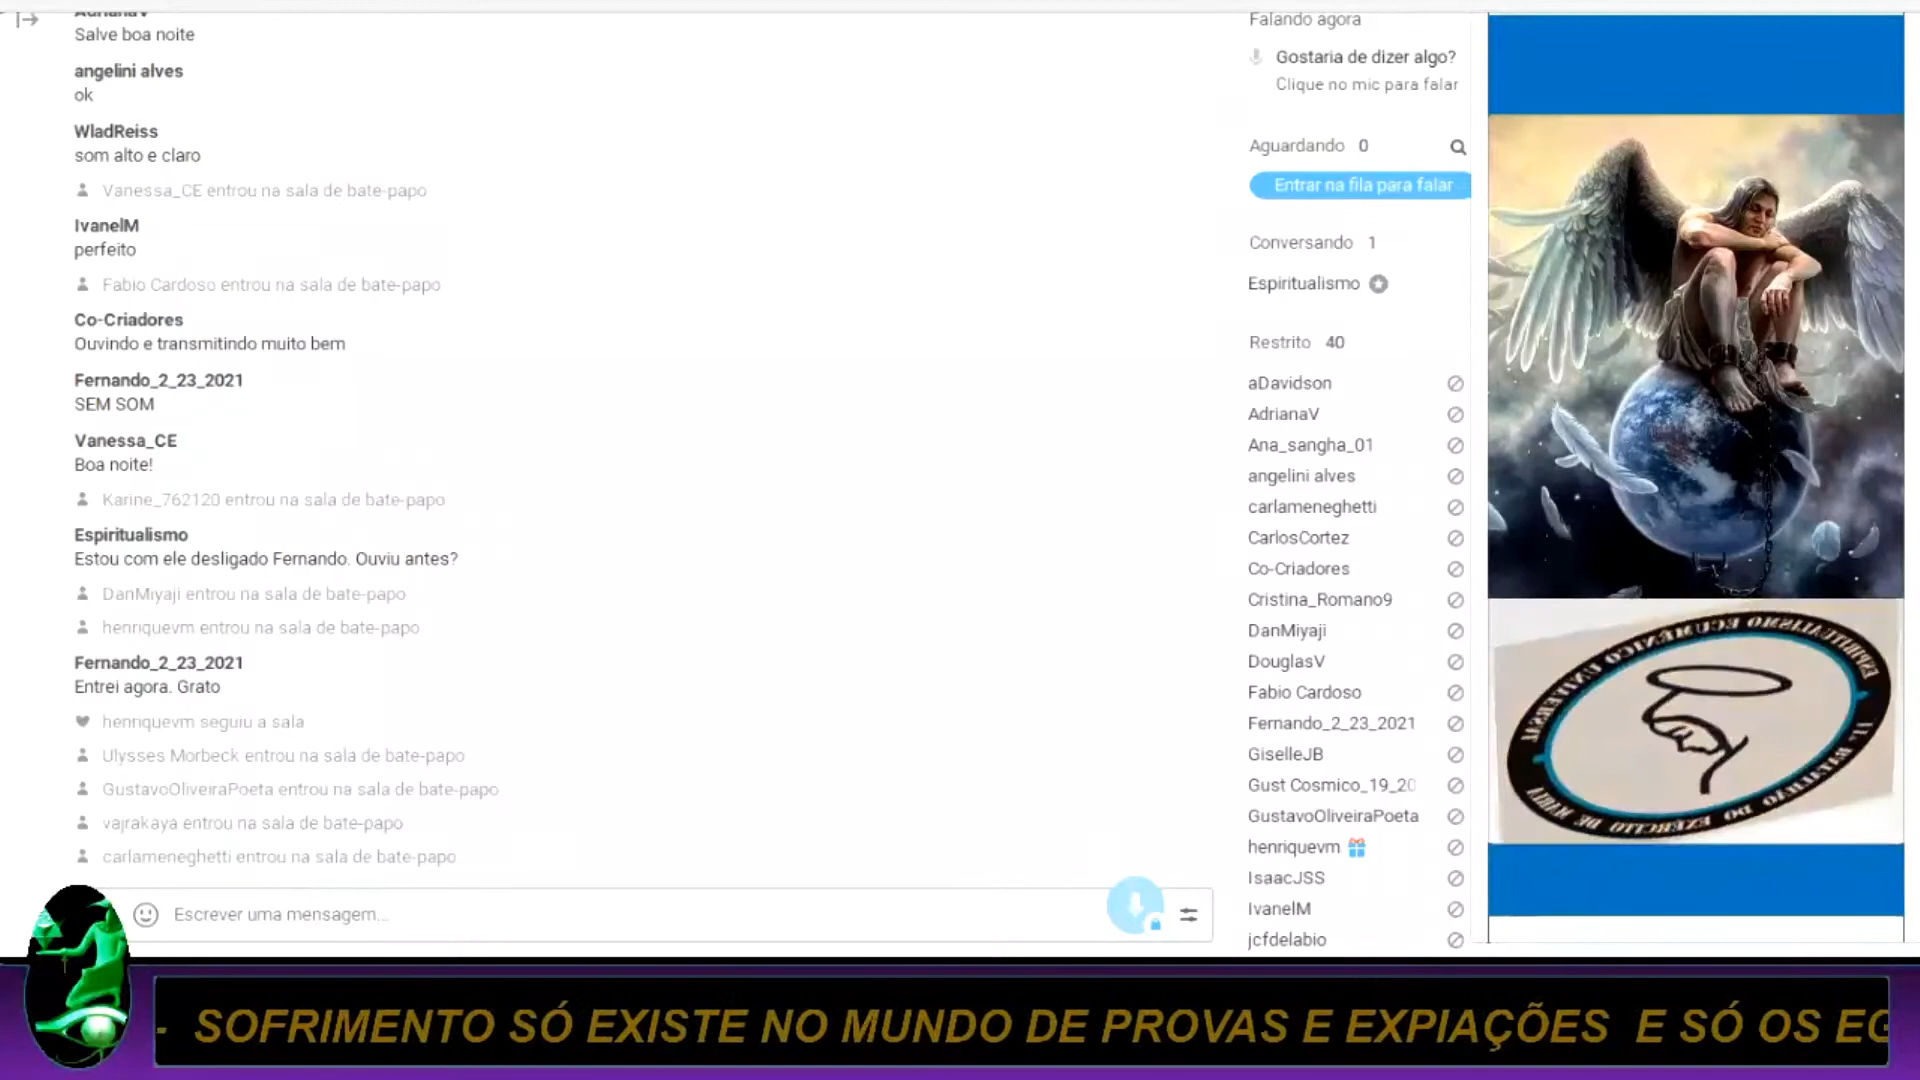 AdrianaV
Salve boa noite
angelini alves
ok
WladReiss
som alto e claro
Vanessa_CE entrou na sala de bate-papo
IvanelM
perfeito
Fabio Cardoso entrou na sala de bate-papo
Co-Criadores
Ouvindo e transmitindo muito bem
Fernando_2_23_2021
SEM SOM
Vanessa_CE
Boa noite!
Karine_762120 entrou na sala de bate-papo
Espiritualismo
Estou com ele desligado Fernando. Ouviu antes?
DanMiyaji entrou na sala de bate-papo
henriquevm entrou na sala de bate-papo
Fernando_2_23_2021
Entrei agora. Grato
henriquevm seguiu a sala
Ulysses Morbeck entrou na sala de bate-papo
GustavoOliveiraPoeta entrou na sala de bate-papo
vajrakaya entrou na sala de bate-papo
carlameneghetti entrou na sala de bate-papo
Escrever uma mensagem...
Falando agora
Gostaria de dizer algo?
Clique no mic para falar
Aguardando 0
Entrar na fila para falar
Conversando 1
Espiritualismo
Restrito 40
aDavidson
AdrianaV
Ana_sangha_01
angelini alves
carlameneghetti
CarlosCortez
Co-Criadores
Cristina_Romano9
DanMiyaji
DouglasV
Fabio Cardoso
Fernando_2_23_2021
GiselleJB
Gust Cosmico_19_20
GustavoOliveiraPoeta
henriquevm
IsaacJSS
IvanelM
jcfdelabio
ESPIRITUALISMO ECUMÊNICO UNIVERSAL
- SOFRIMENTO SÓ EXISTE NO MUNDO DE PROVAS E EXPIAÇÕES E SÓ OS EG